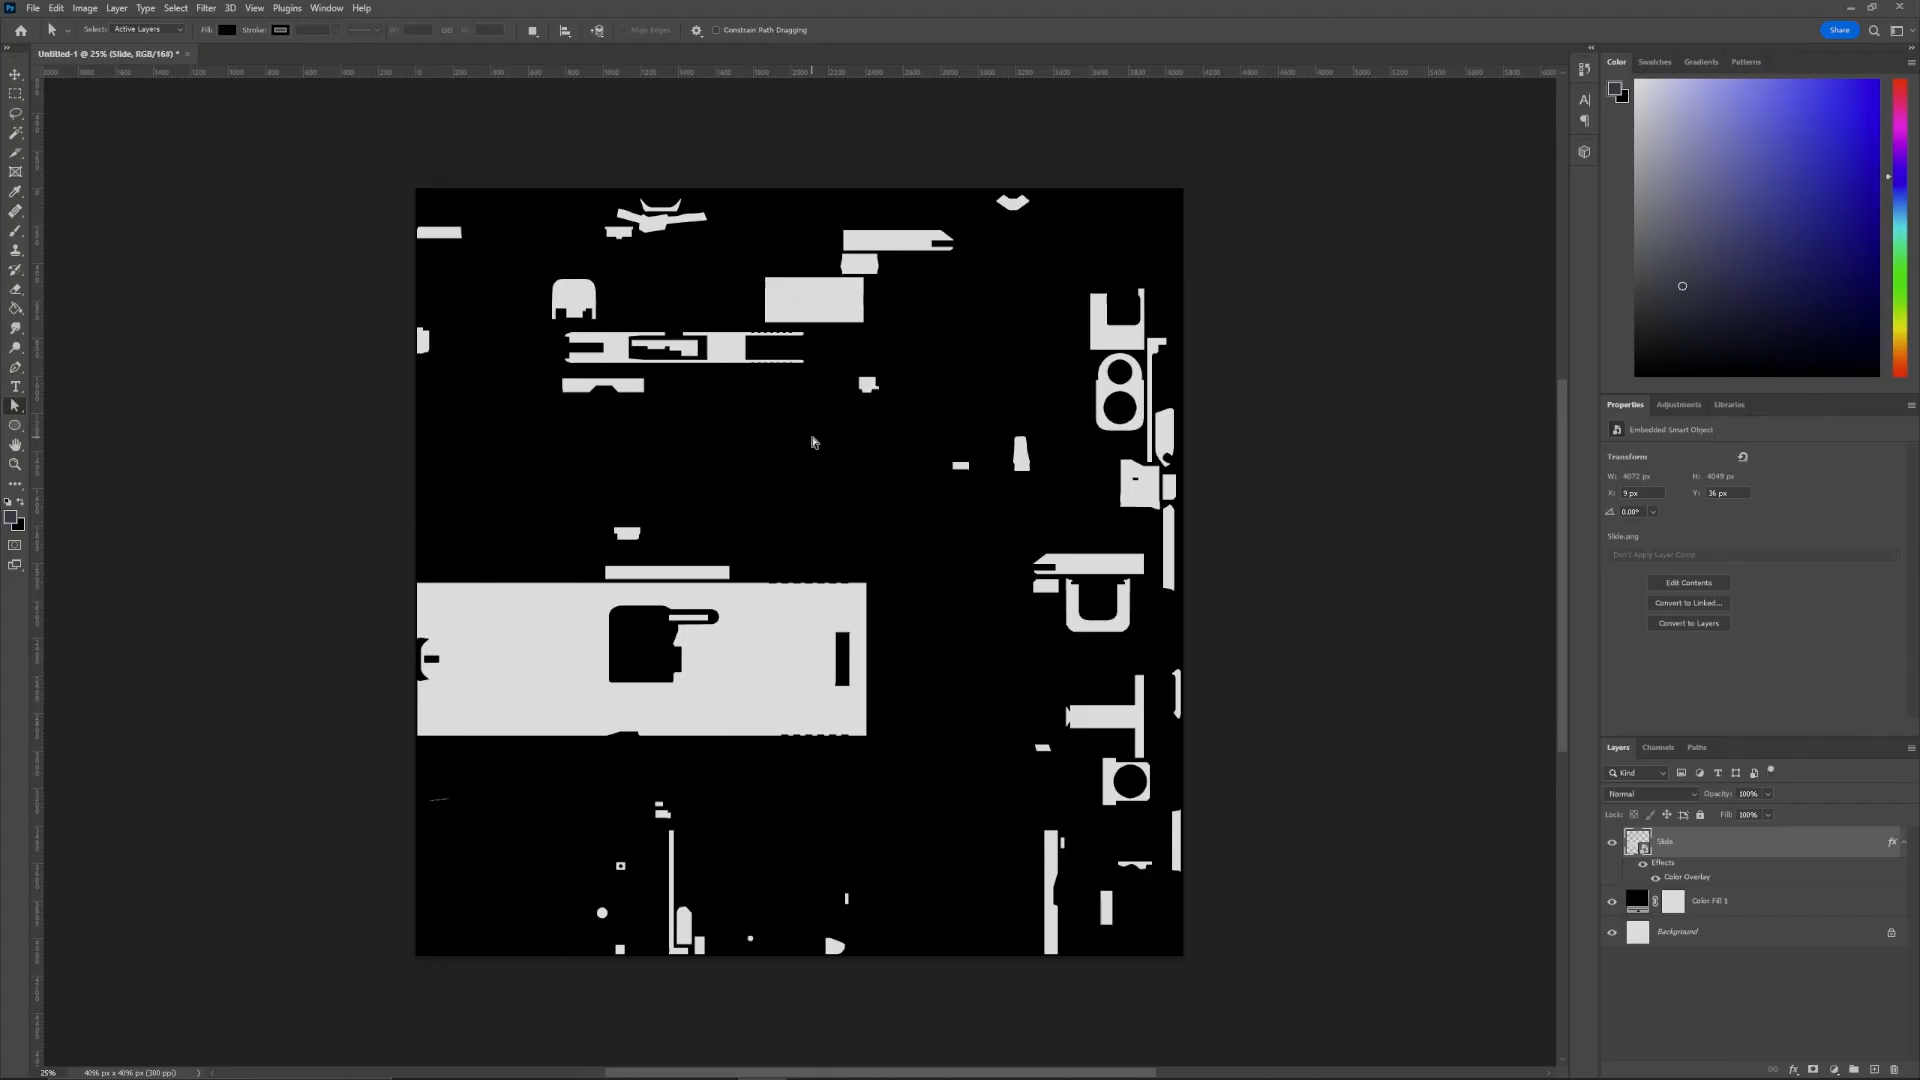 Ps File Edit Image Layer Type Select Filter 3D View Plugins Window Help
Select: Active Layers Fill: Stroke: W: H: Align Edges Constrain Path Dragging Share
Untitled-1 @ 25% (Slide, RGB/16#) *
Color Swatches Gradients Patterns
Properties Adjustments Libraries
Embedded Smart Object
Transform
W: 4072 px H: 4049 px
X: 9 px Y: 36 px
0.00°
Slide.png
Don't Apply Layer Comp
Edit Contents
Convert to Linked...
Convert to Layers
Layers Channels Paths
Kind
Normal Opacity: 100%
Lock: Fill: 100%
Slide fx
Effects
Color Overlay
Color Fill 1
Background
25% 4096 px x 4096 px (300 ppi)